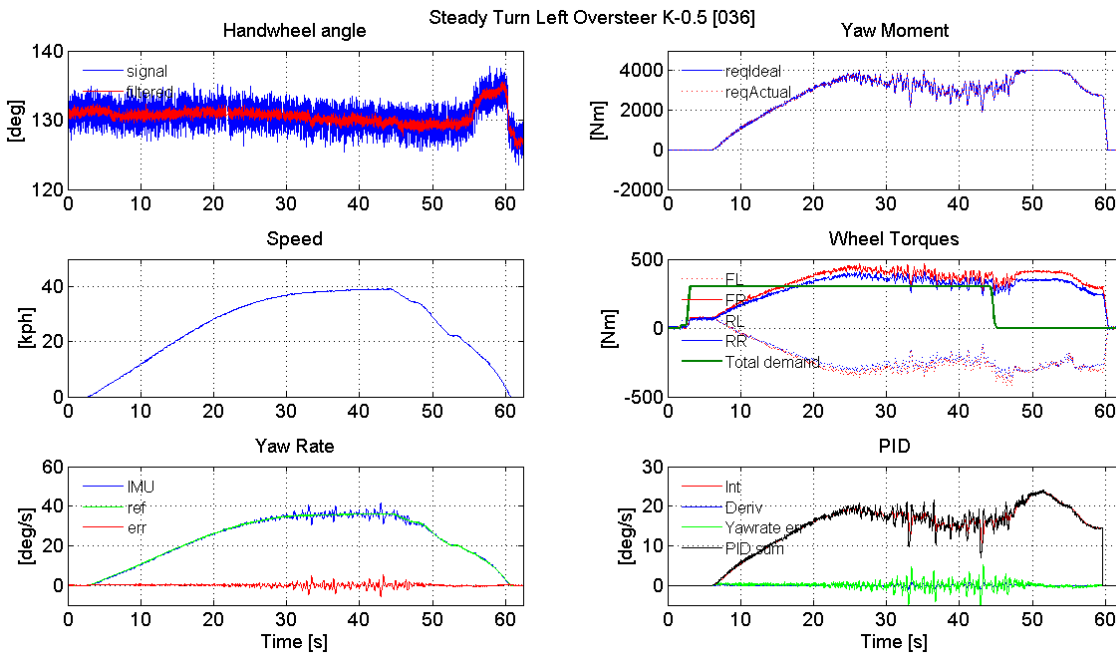 Steady Turn Left Oversteer K-0.5 [036]
Handwheel angle
140
130
120
[deg]
signal
filtered
0 10 20 30 40 50 60
Yaw Moment
4000
2000
0
-2000
[Nm]
reqIdeal
reqActual
0 10 20 30 40 50 60
Speed
40
20
0
[kph]
0 10 20 30 40 50 60
Wheel Torques
500
0
-500
[Nm]
FL
FR
RL
RR
Total demand
0 10 20 30 40 50 60
Yaw Rate
60
40
20
0
[deg/s]
IMU
ref
err
0 10 20 30 40 50 60
Time [s]
PID
30
20
10
0
[deg/s]
Int
Deriv
Yawrate err
PID sum
0 10 20 30 40 50 60
Time [s]